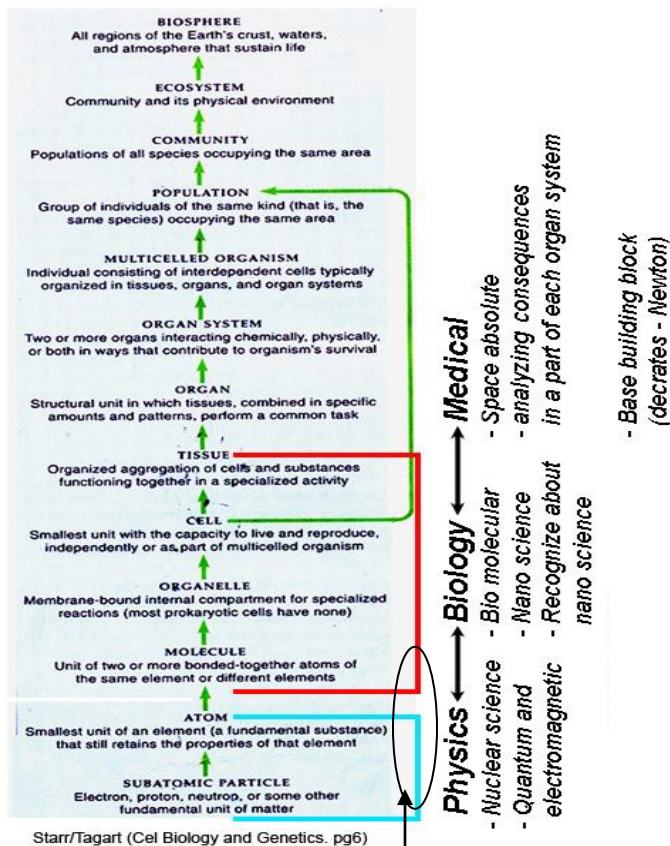 BIOSPHERE
All regions of the Earth's crust, waters,
and atmosphere that sustain life
ECOSYSTEM
Community and its physical environment
COMMUNITY
Populations of all species occupying the same area
POPULATION
Group of individuals of the same kind (that is, the
same species) occupying the same area
MULTICELLED ORGANISM
Individual consisting of interdependent cells typically
organized in tissues, organs, and organ systems
ORGAN SYSTEM
Two or more organs interacting chemically, physically,
or both in ways that contribute to organism's survival
ORGAN
Structural unit in which tissues, combined in specific
amounts and patterns, perform a common task
TISSUE
Organized aggregation of cells and substances
functioning together in a specialized activity
CELL
Smallest unit with the capacity to live and reproduce,
independently or as part of multicelled organism
ORGANELLE
Membrane-bound internal compartment for specialized
reactions (most prokaryotic cells have none)
MOLECULE
Unit of two or more bonded-together atoms of
the same element or different elements
ATOM
Smallest unit of an element (a fundamental substance)
that still retains the properties of that element
SUBATOMIC PARTICLE
Electron, proton, neutron, or some other
fundamental unit of matter
Starr/Tagart (Cel Biology and Genetics. pg6)
Physics
- Nuclear science
- Quantum and
electromagnetic
Biology
- Bio molecular
- Nano science
- Recognize about
nano science
Medical
- Space absolute
- analyzing consequences
in a part of each organ system
- Base building block
(decrates - Newton)